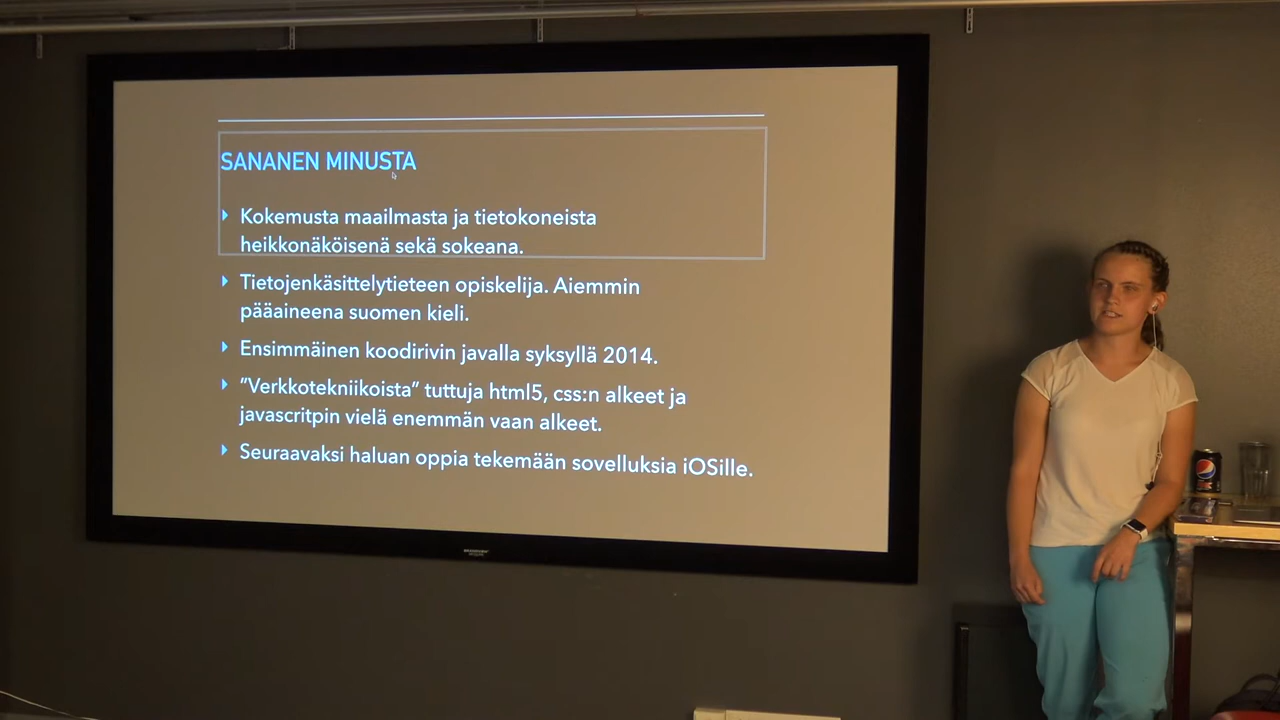 SANANEN MINUSTA
Kokemusta maailmasta ja tietokoneista
heikkonäköisenä sekä sokeana.
Tietojenkäsittelytieteen opiskelija. Aiemmin
pääaineena suomen kieli.
Ensimmäinen koodirivin javalla syksyllä 2014.
”Verkkotekniikoista” tuttuja html5, css:n alkeet ja
javascritpin vielä enemmän vaan alkeet.
Seuraavaksi haluan oppia tekemään sovelluksia iOSille.